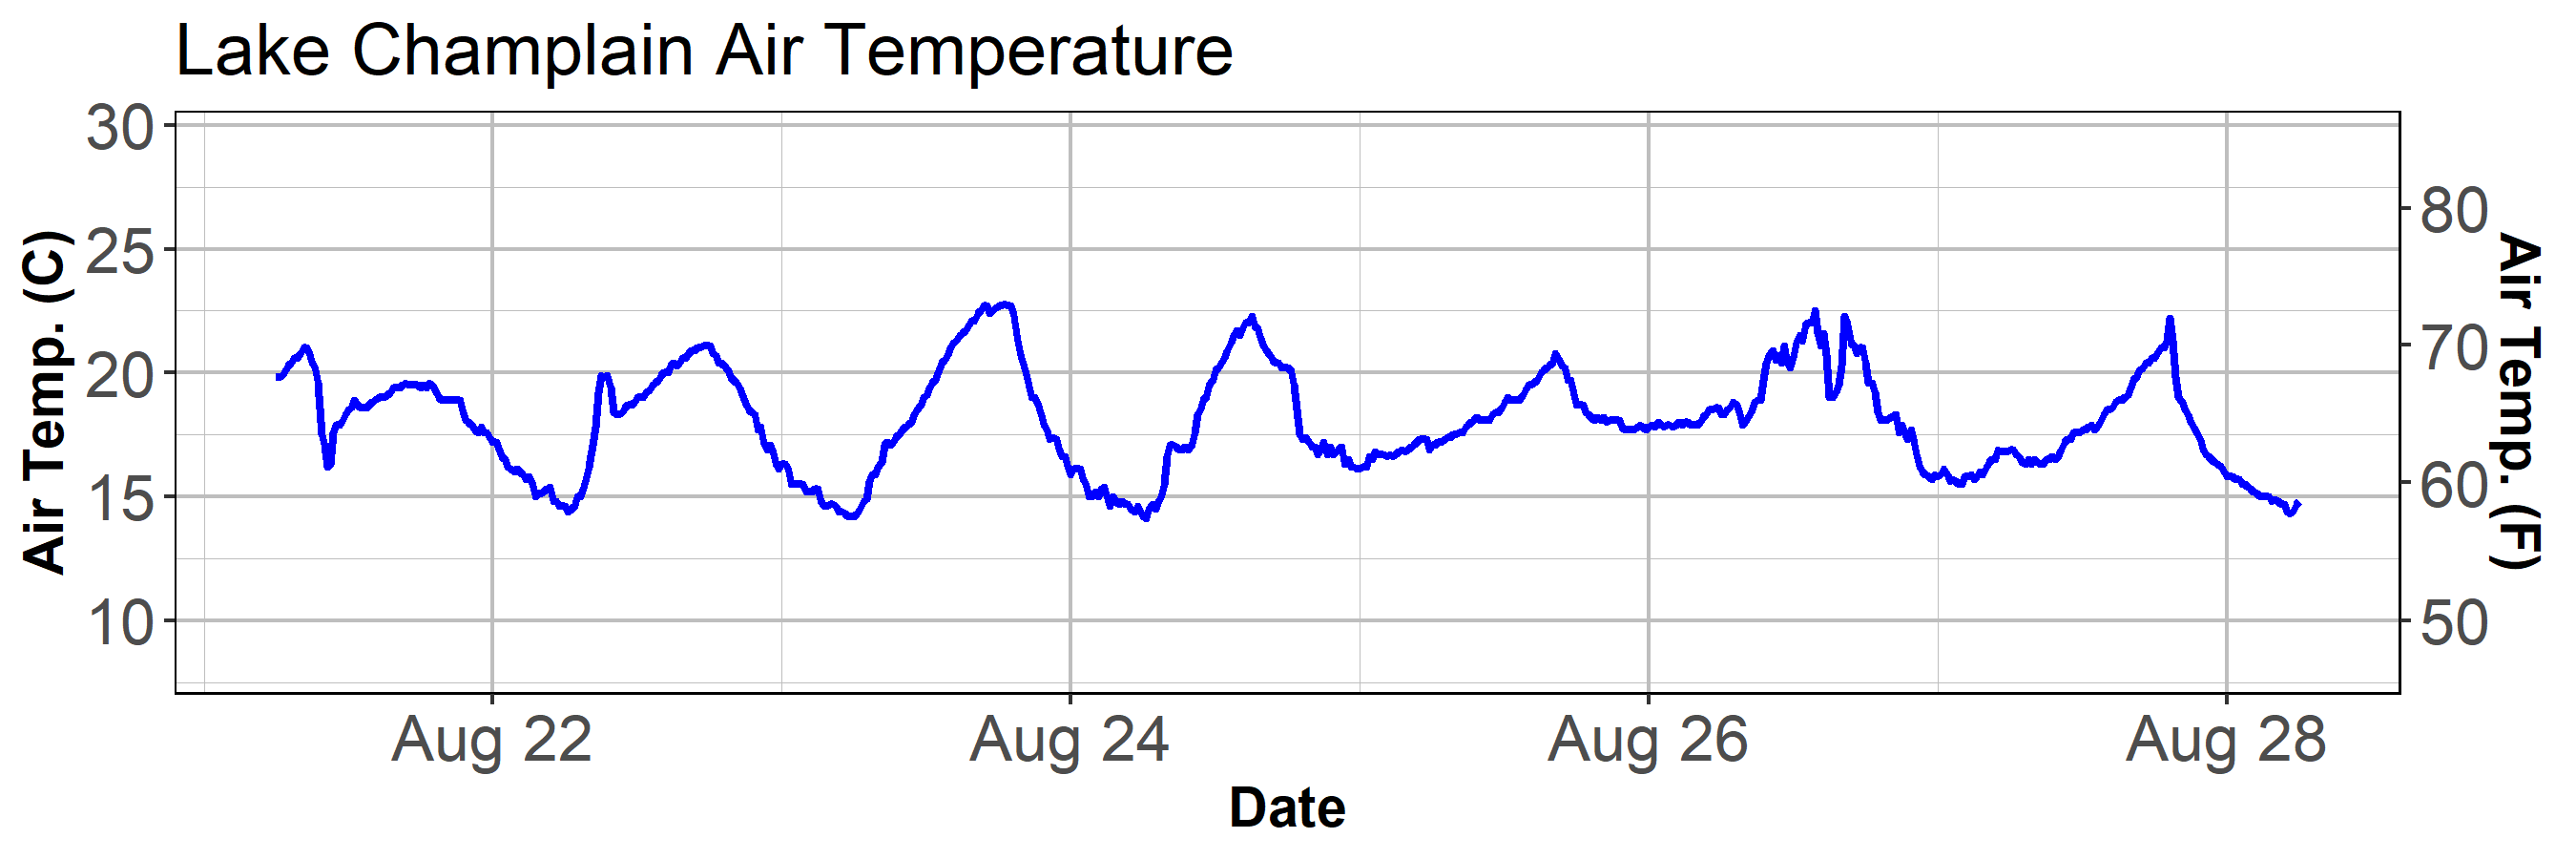 Lake Champlain Air Temperature
30
25
20
15
10
Air Temp. (C)
80
70
60
50
Air Temp. (F)
Aug 22
Aug 24
Aug 26
Aug 28
Date